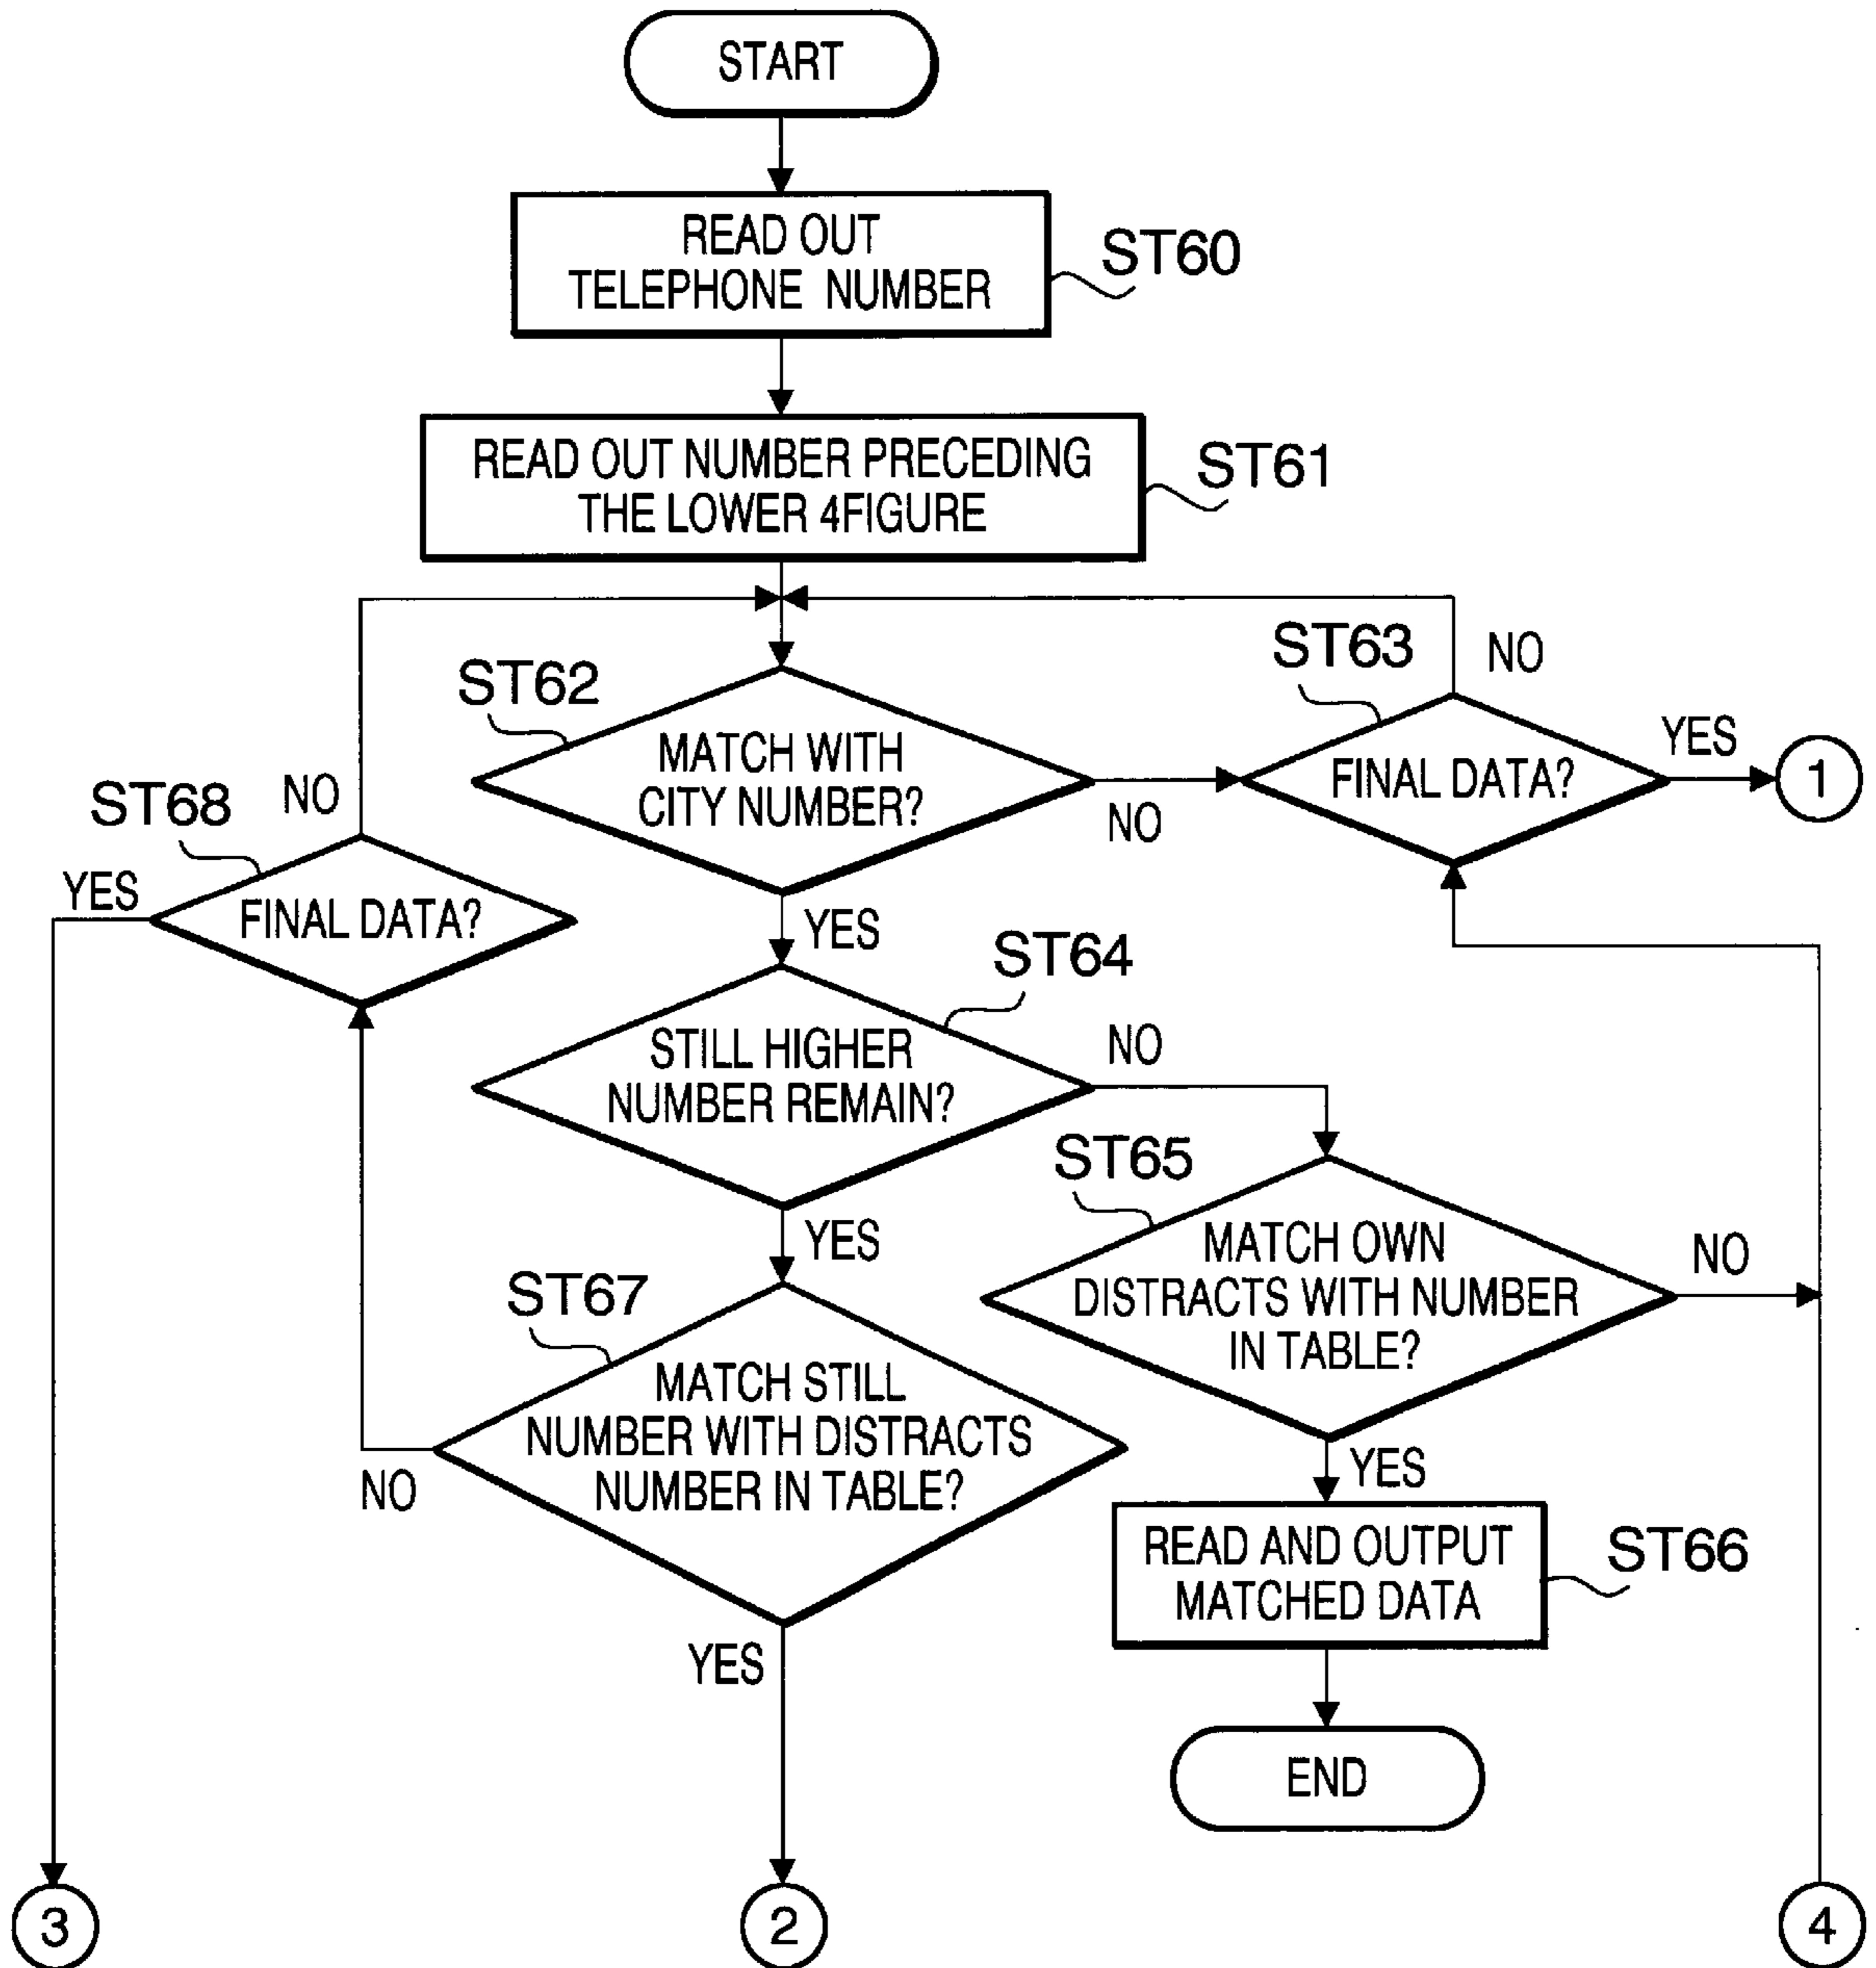 START
READ OUT
TELEPHONE NUMBER
ST60
READ OUT NUMBER PRECEDING
THE LOWER 4FIGURE
ST61
ST62
MATCH WITH
CITY NUMBER?
NO
YES
ST63
NO
FINAL DATA?
YES
1
ST68
NO
YES
FINAL DATA?
ST64
STILL HIGHER
NUMBER REMAIN?
NO
YES
ST65
MATCH OWN
DISTRACTS WITH NUMBER
IN TABLE?
NO
YES
ST67
MATCH STILL
NUMBER WITH DISTRACTS
NUMBER IN TABLE?
NO
YES
READ AND OUTPUT
MATCHED DATA
ST66
END
3
2
4